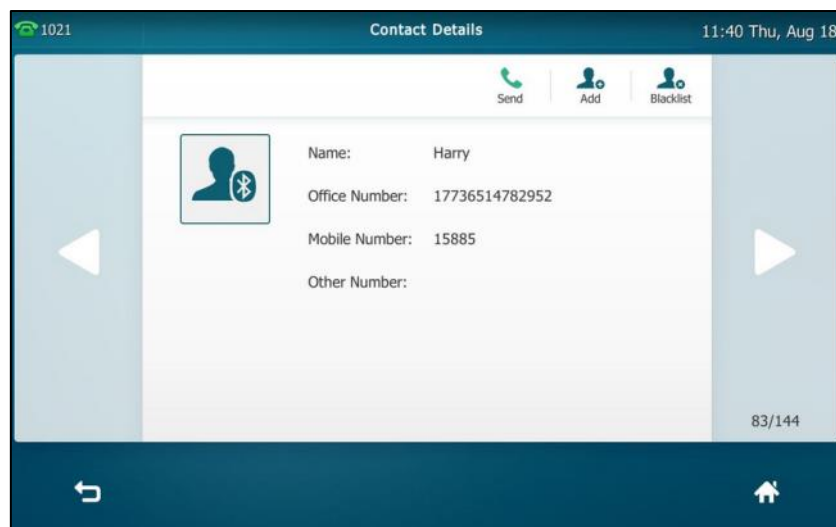 1021 Contact Details 11:40 Thu, Aug 18
Send Add Blacklist
Name: Harry
Office Number: 17736514782952
Mobile Number: 15885
Other Number:
83/144